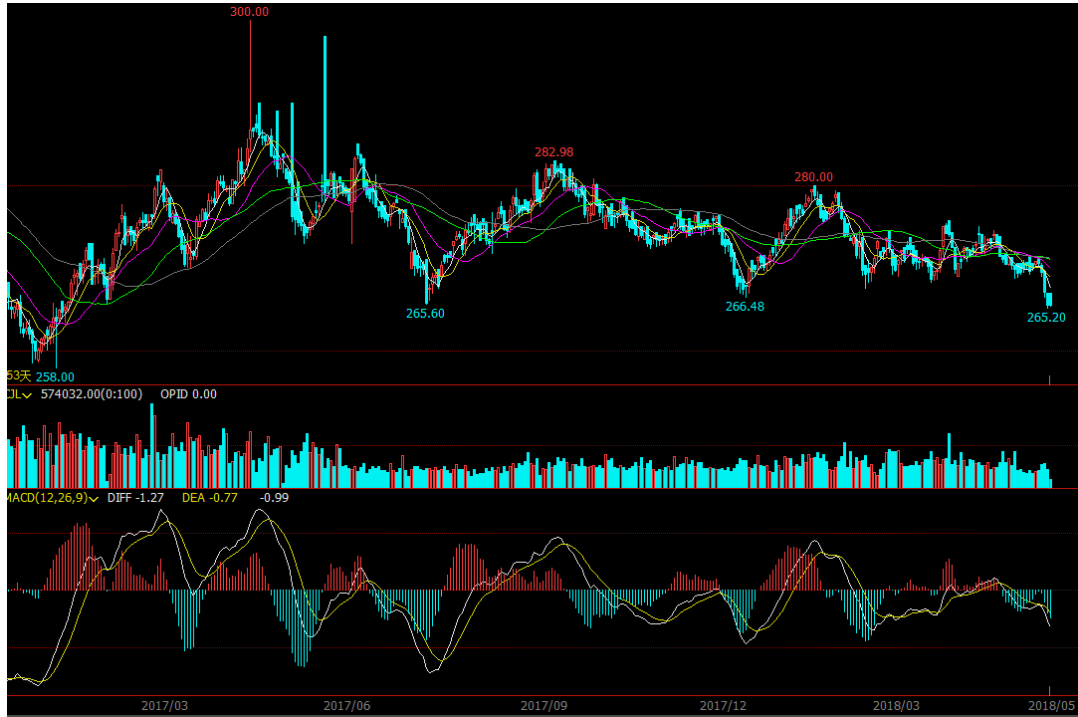 300.00
282.98
280.00
265.60
266.48
265.20
53天 258.00
CJL 574032.00(0:100) OPID 0.00
MACD(12,26,9) DIFF -1.27 DEA -0.77 -0.99
2017/03 2017/06 2017/09 2017/12 2018/03 2018/05